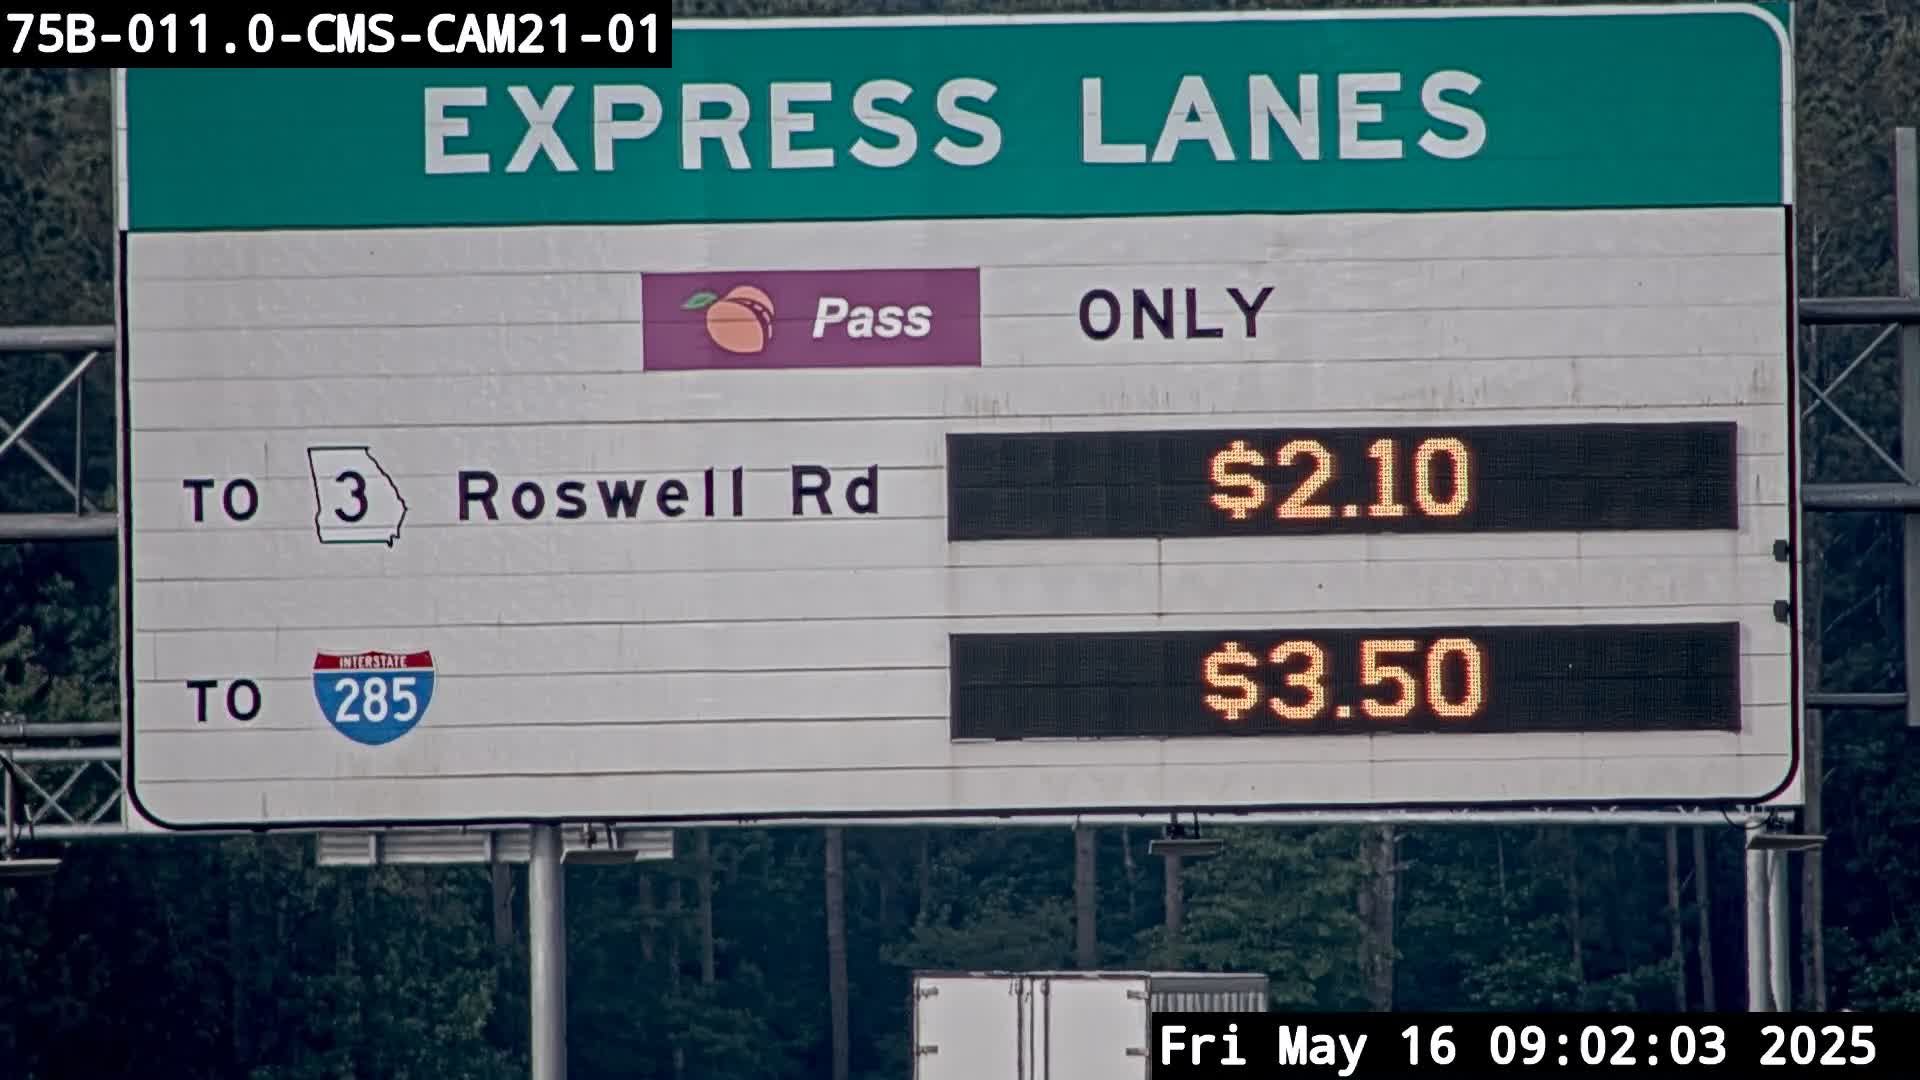 75B-011.0-CMS-CAM21-01
EXPRESS LANES
Pass ONLY
TO 3 Roswell Rd $2.10
INTERSTATE
TO 285 $3.50
Fri May 16 09:02:03 2025